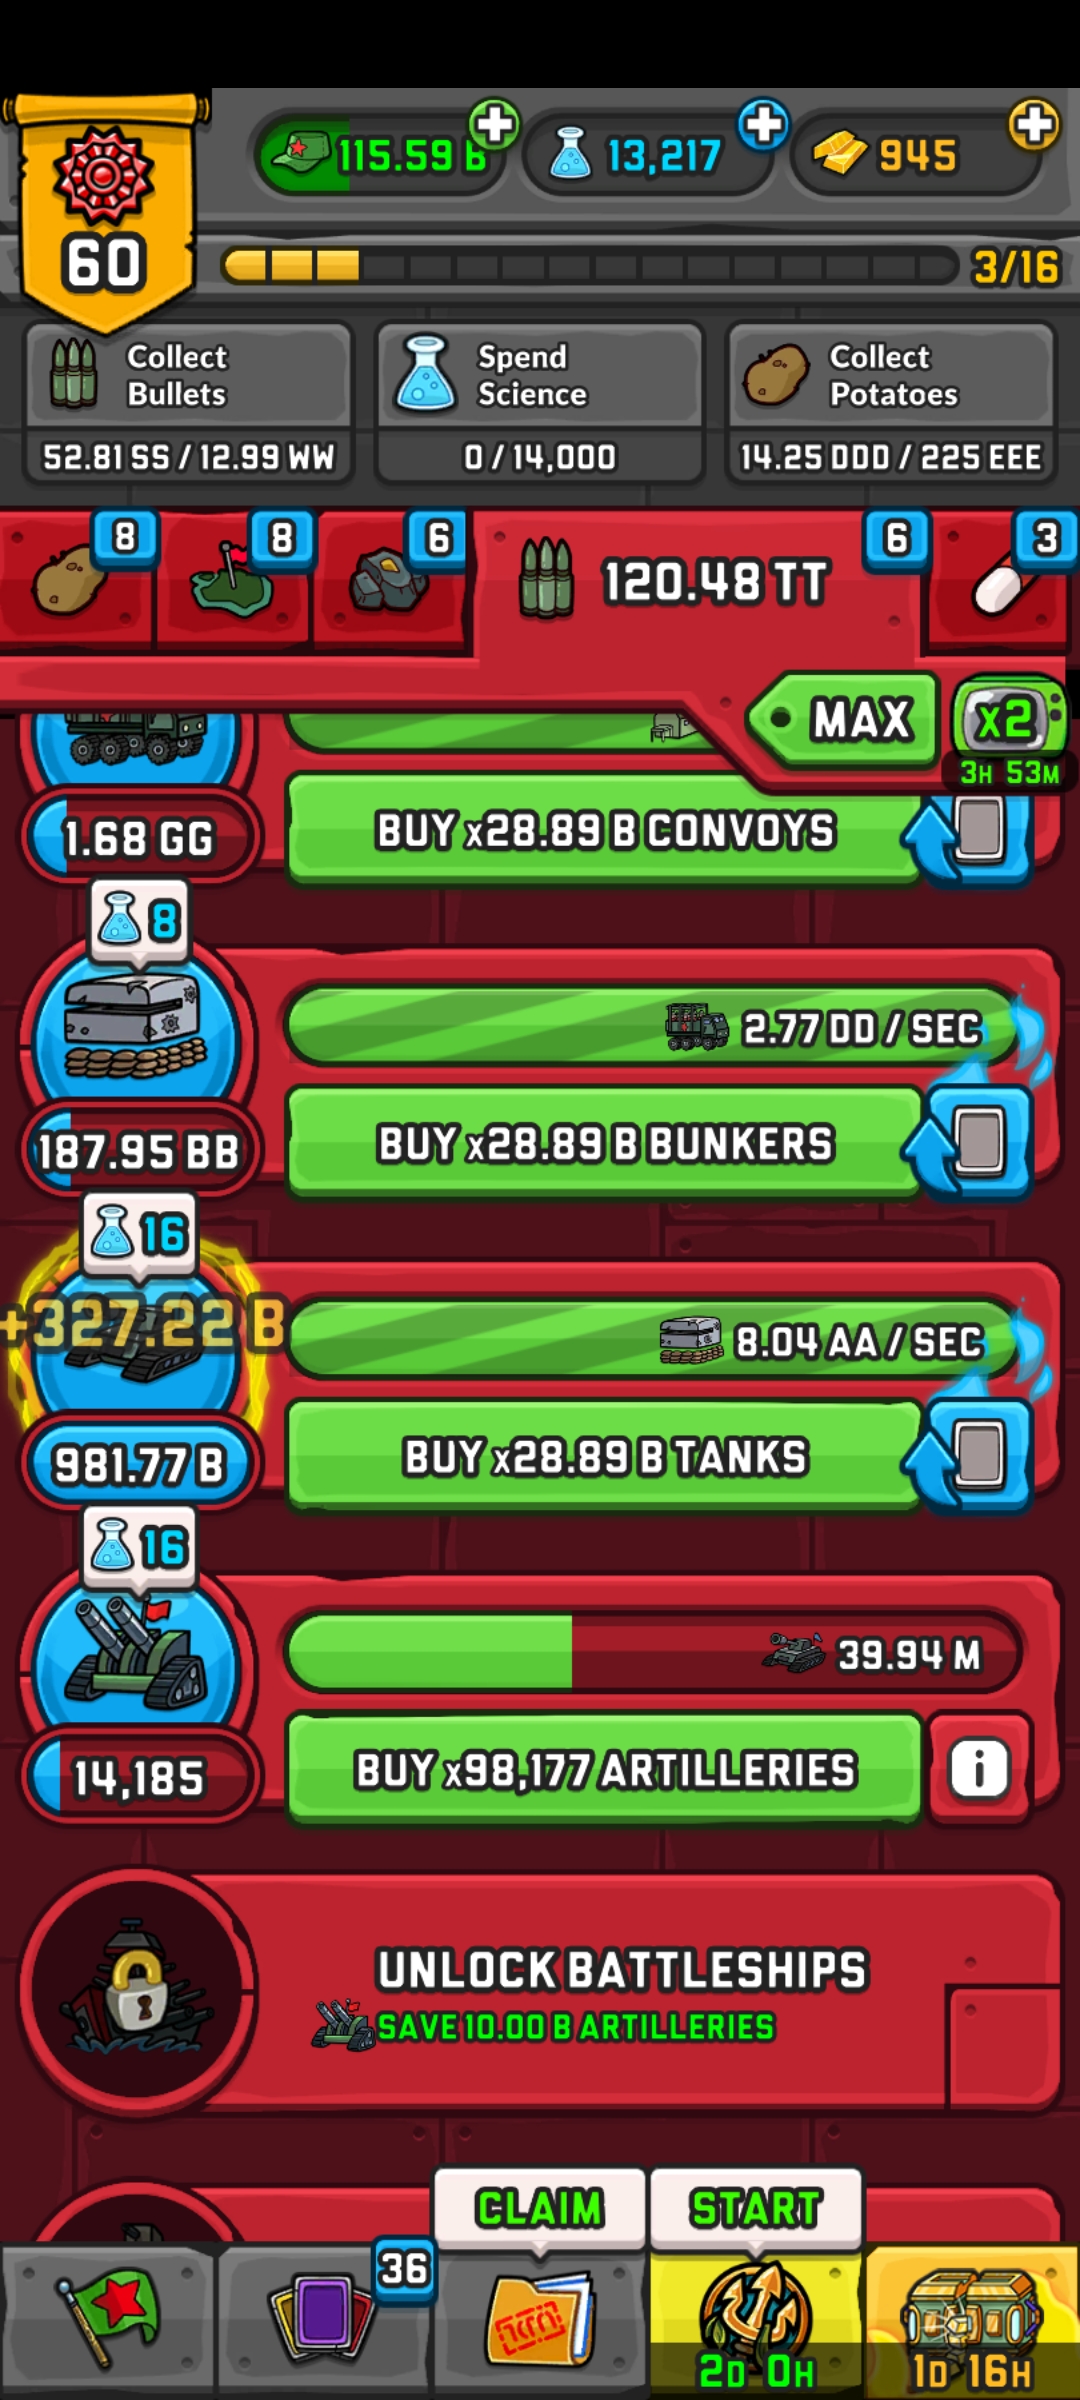 115.59 B
13,217
945
60
3/16
Collect
Bullets
52.81 SS / 12.99 WW
Spend
Science
0 / 14,000
Collect
Potatoes
14.25 DDD / 225 EEE
8
8
6
120.48 TT
6
3
MAX
x2
3H 53M
1.68 GG
BUY x28.89 B CONVOYS
8
2.77 DD / SEC
187.95 BB
BUY x28.89 B BUNKERS
16
+327.22 B
8.04 AA / SEC
981.77 B
BUY x28.89 B TANKS
16
39.94 M
14,185
BUY x98,177 ARTILLERIES
i
UNLOCK BATTLESHIPS
SAVE 10.00 B ARTILLERIES
CLAIM
START
36
2D 0H
1D 16H